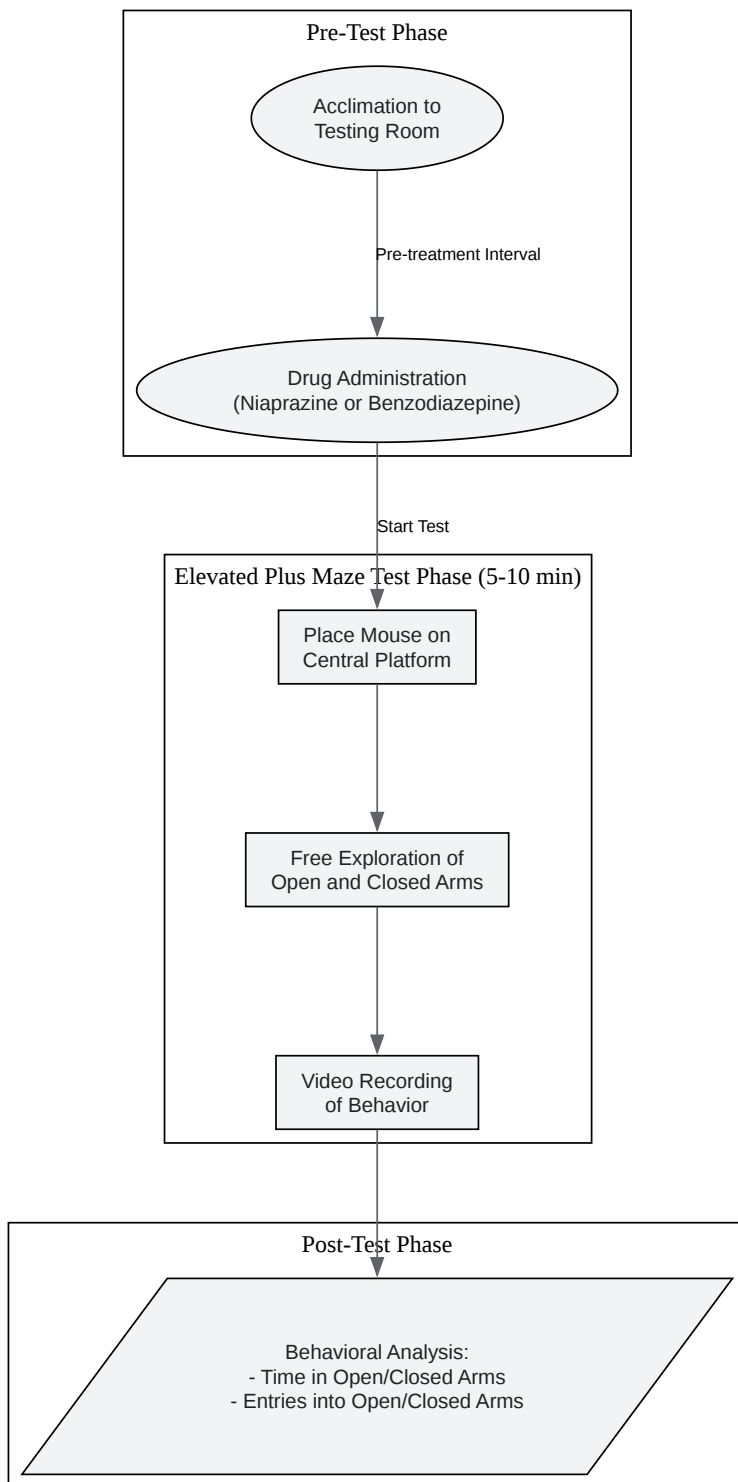 Pre-Test Phase
Acclimation to
Testing Room
Pre-treatment Interval
Drug Administration
(Niaprazine or Benzodiazepine)
Start Test
Elevated Plus Maze Test Phase (5-10 min)
Place Mouse on
Central Platform
Free Exploration of
Open and Closed Arms
Video Recording
of Behavior
Post-Test Phase
Behavioral Analysis:
- Time in Open/Closed Arms
- Entries into Open/Closed Arms